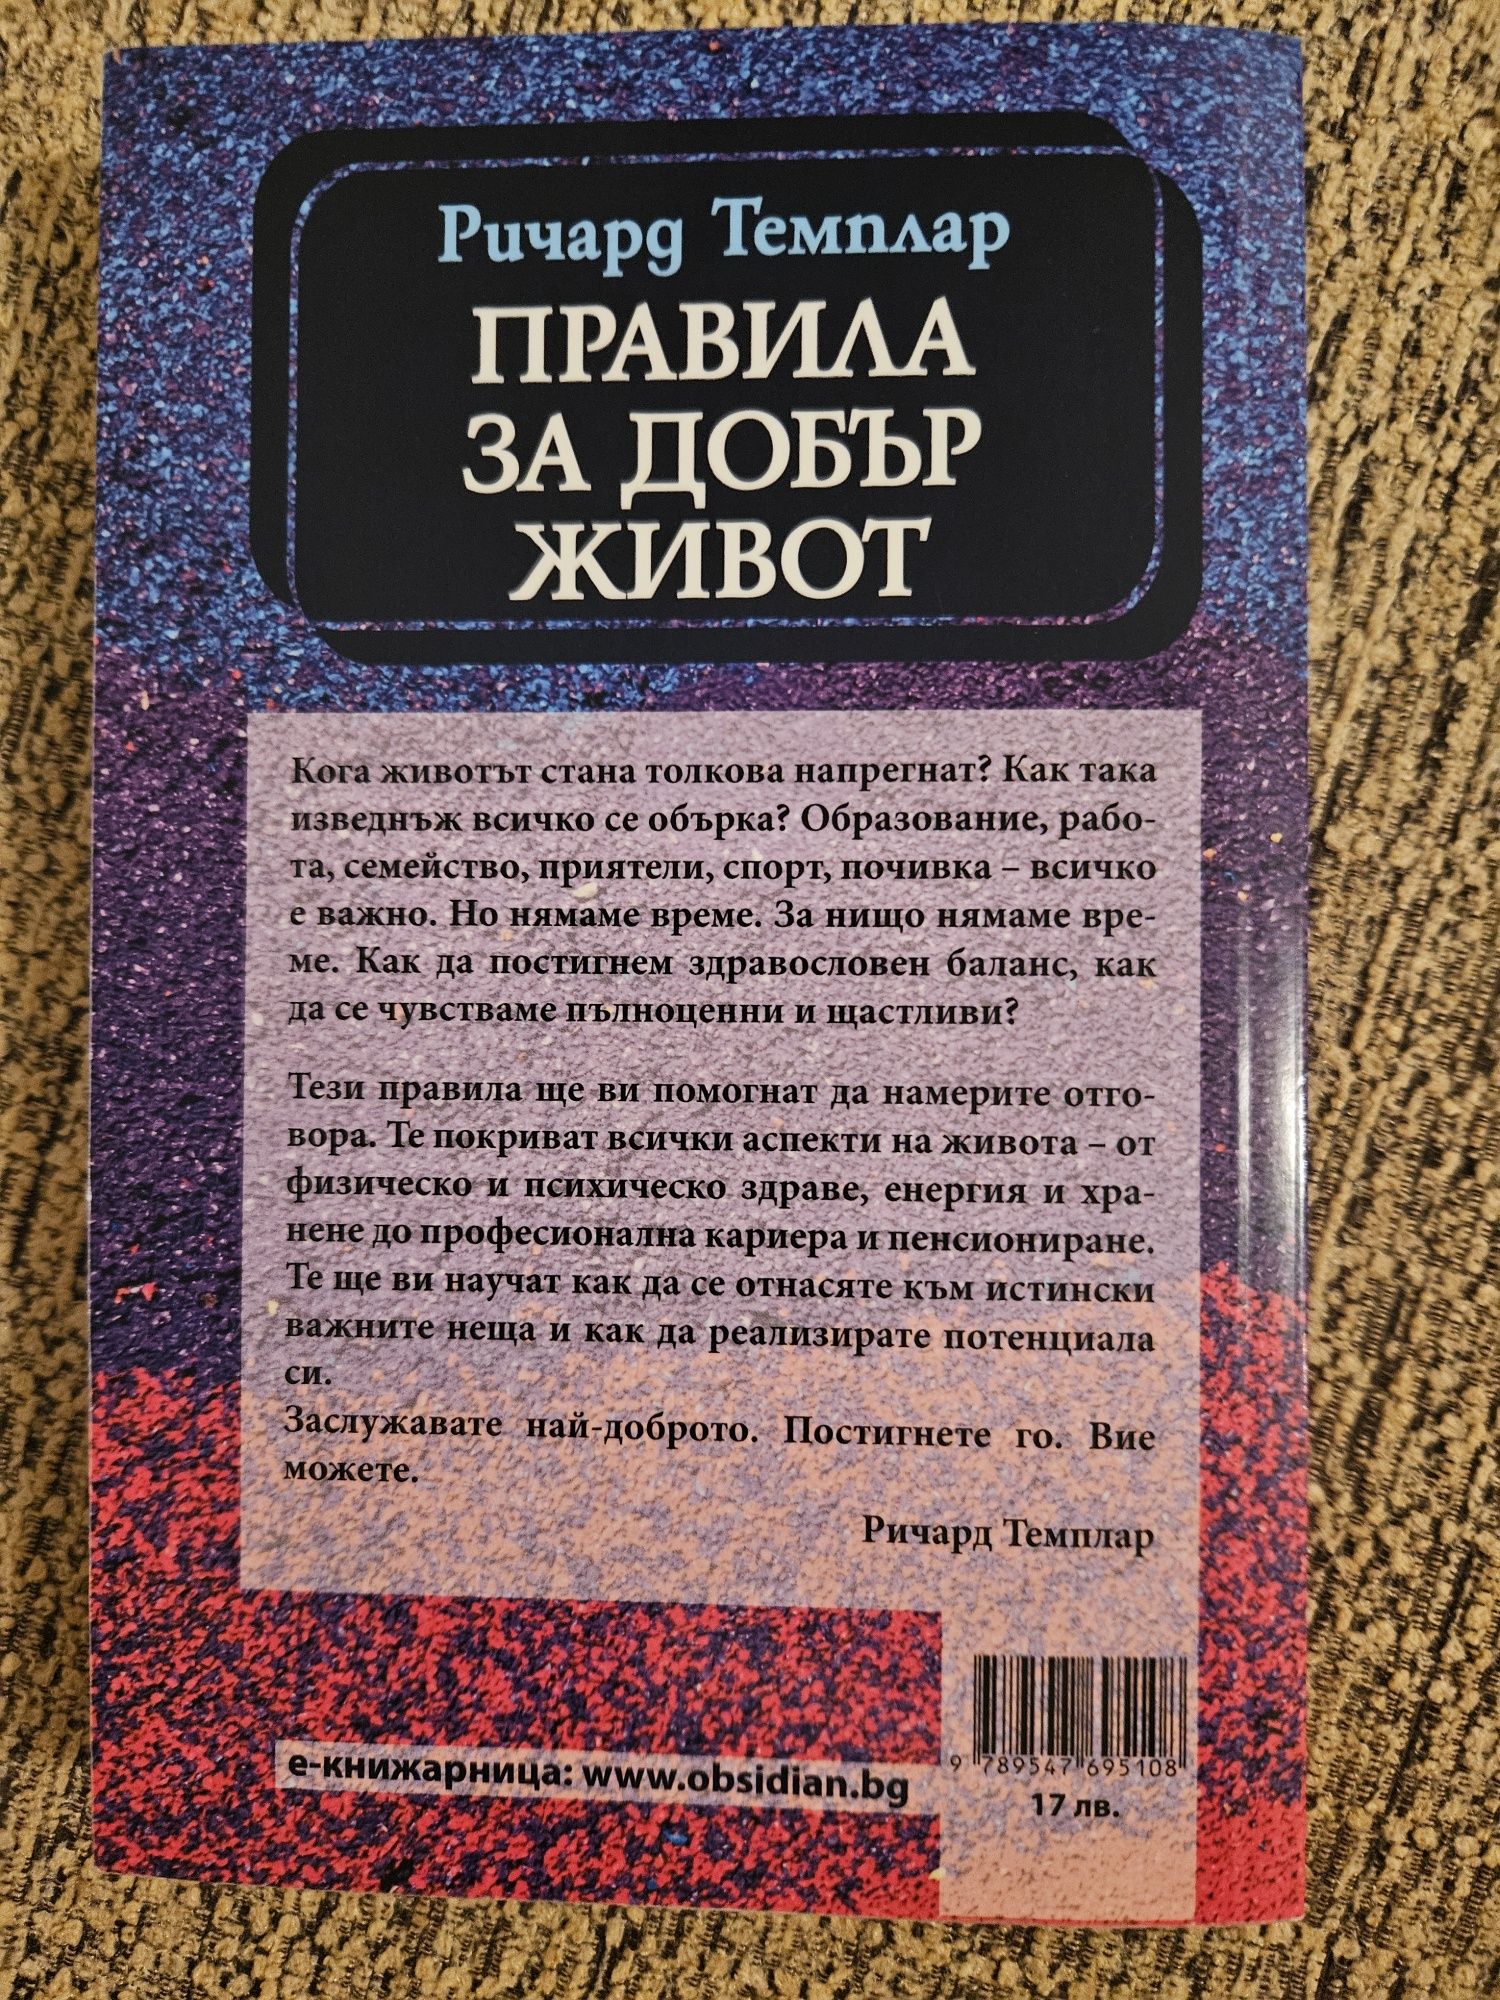 Ричард Темплар
ПРАВИЛА
ЗА ДОБЪР
ЖИВОТ
Кога животът стана толкова напрегнат? Как така
изведнъж всичко се обърка? Образование, рабо-
та, семейство, приятели, спорт, почивка – всичко
е важно. Но нямаме време. За нищо нямаме вре-
ме. Как да постигнем здравословен баланс, как
да се чувстваме пълноценни и щастливи?
Тези правила ще ви помогнат да намерите отго-
вора. Те покриват всички аспекти на живота – от
физическо и психическо здраве, енергия и хра-
нене до професионална кариера и пенсиониране.
Те ще ви научат как да се отнасяте към истински
важните неща и как да реализирате потенциала
си.
Заслужавате най-доброто. Постигнете го. Вие
можете.
Ричард Темплар
е-книжарница: www.obsidian.bg
9 789547 695108
17 лв.